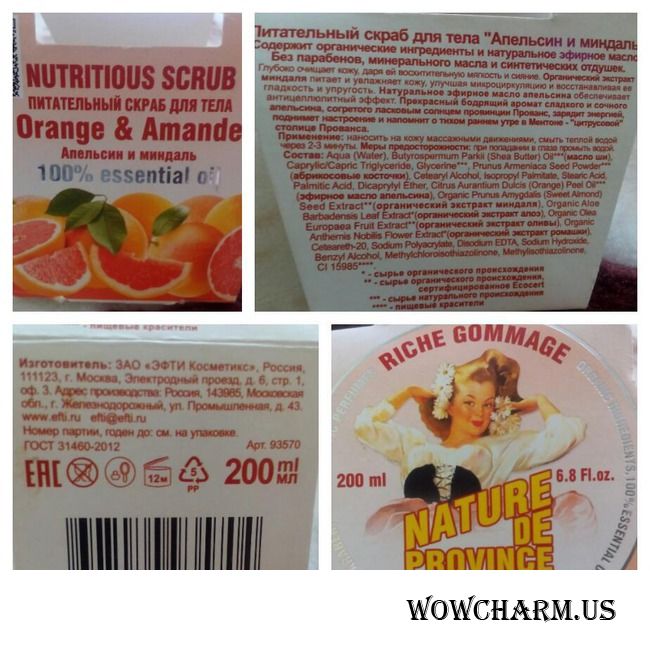 NUTRITIOUS SCRUB
ПИТАТЕЛЬНЫЙ СКРАБ ДЛЯ ТЕЛА
Orange & Amande
Апельсин и миндаль
100% essential oil
Питательный скраб для тела "Апельсин и миндаль
Содержит органические ингредиенты и натуральное эфирное масло
Без парабенов, минерального масла и синтетических отдушек.
Глубоко очищает кожу, даря ей восхитительную мягкость и сияние. Органический экстракт
миндаля питает и увлажняет кожу, улучшая микроциркуляцию и восстанавливая ее
гладкость и упругость. Натуральное эфирное масло апельсина обеспечивает
антицеллюлитный эффект. Прекрасный бодрящий аромат сладкого и сочного
апельсина, согретого ласковым солнцем провинции Прованс, зарядит энергией,
поднимет настроение и напомнит о тихом раннем утре в Ментоне - "цитрусовой"
столице Прованса.
Применение: наносить на кожу массажными движениями, смыть теплой водой
через 2-3 минуты. Меры предосторожности: при попадании в глаза промыть водой.
Состав: Aqua (Water), Butyrospermum Parkii (Shea Butter) Oil***(масло ши),
Caprylic/Capric Triglyceride, Glycerine***, Prunus Armeniaca Seed Powder***
(абрикосовые косточки), Cetearyl Alcohol, Isopropyl Palmitate, Stearic Acid,
Palmitic Acid, Dicaprylyl Ether, Citrus Aurantium Dulcis (Orange) Peel Oil***
(эфирное масло апельсина), Organic Prunus Amygdalis (Sweet Almond)
Seed Extract**(органический экстракт миндаля), Organic Aloe
Barbadensis Leaf Extract*(органический экстракт алоэ), Organic Olea
Europaea Fruit Extract**(органический экстракт оливы), Organic
Anthemis Nobilis Flower Extract*(органический экстракт ромашки),
Ceteareth-20, Sodium Polyacrylate, Disodium EDTA, Sodium Hydroxide,
Benzyl Alcohol, Methylchloroisothiazolinone, Methylisothiazolinone,
CI 15985****.
* - сырье органического происхождения
** - сырье органического происхождения,
сертифицированное Ecocert
*** - сырье натурального происхождения
**** - пищевые красители
- пищевые красители
Изготовитель: ЗАО «ЭФТИ Косметикс», Россия,
111123, г. Москва, Электродный проезд, д. 6, стр. 1,
оф. 3. Адрес производства: Россия, 143985, Московская
обл., г. Железнодорожный, ул. Промышленная, д. 43.
www.efti.ru efti@efti.ru
Номер партии, годен до: см. на упаковке.
ГОСТ 31460-2012 Арт. 93570
EAC 12м 5 PP 200 ml мл
RICHE GOMMAGE
200 ml
6.8 Fl.oz.
NATURE
DE
PROVINCE
WOWCHARM.US